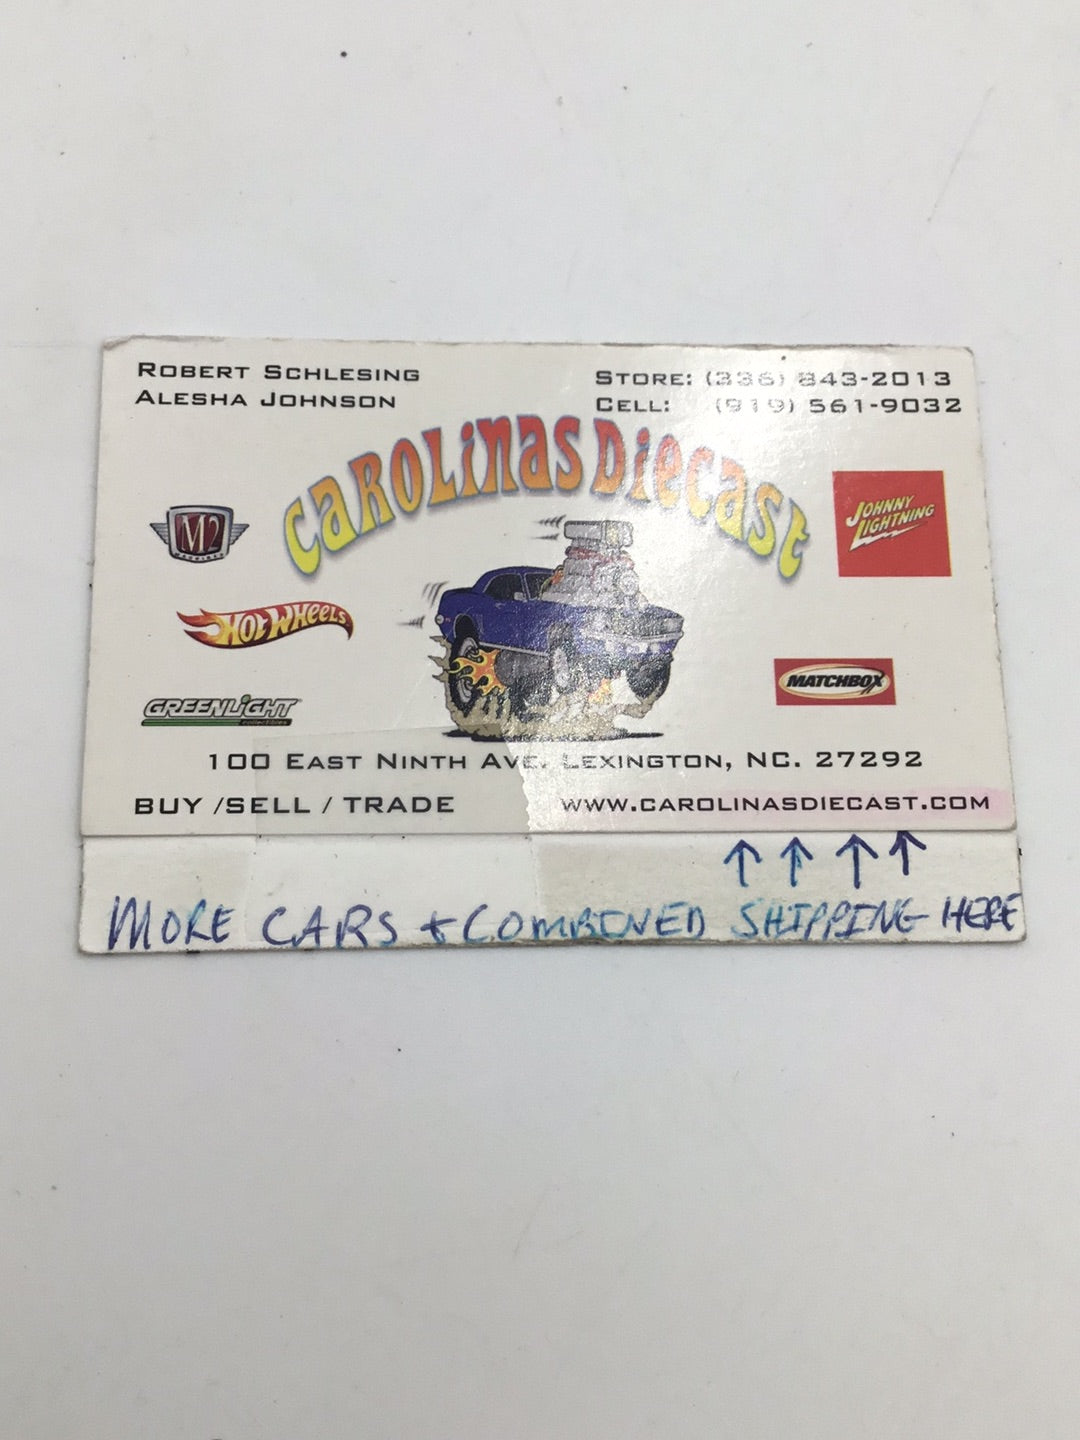 ROBERT SCHLESING
ALESHA JOHNSON
STORE: (336) 843-2013
CELL: (919) 561-9032
CAROLINAS DIECAST
M2
MACHINES
JOHNNY
LIGHTNING
HOT WHEELS
MATCHBOX
GREENLIGHT
collectibles
100 EAST NINTH AVE. LEXINGTON, NC. 27292
BUY /SELL / TRADE
WWW.CAROLINASDIECAST.COM
MORE CARS + COMBINED SHIPPING HERE